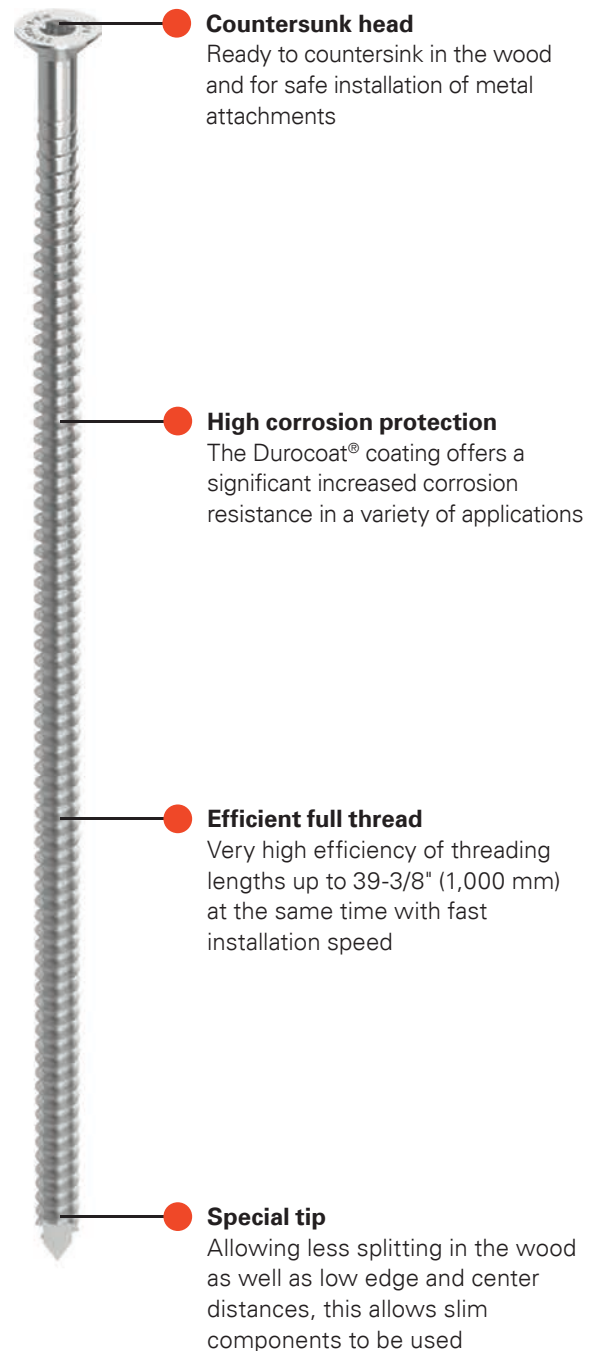 Countersunk head
Ready to countersink in the wood
and for safe installation of metal
attachments
High corrosion protection
The Durocoat® coating offers a
significant increased corrosion
resistance in a variety of applications
Efficient full thread
Very high efficiency of threading
lengths up to 39-3/8" (1,000 mm)
at the same time with fast
installation speed
Special tip
Allowing less splitting in the wood
as well as low edge and center
distances, this allows slim
components to be used